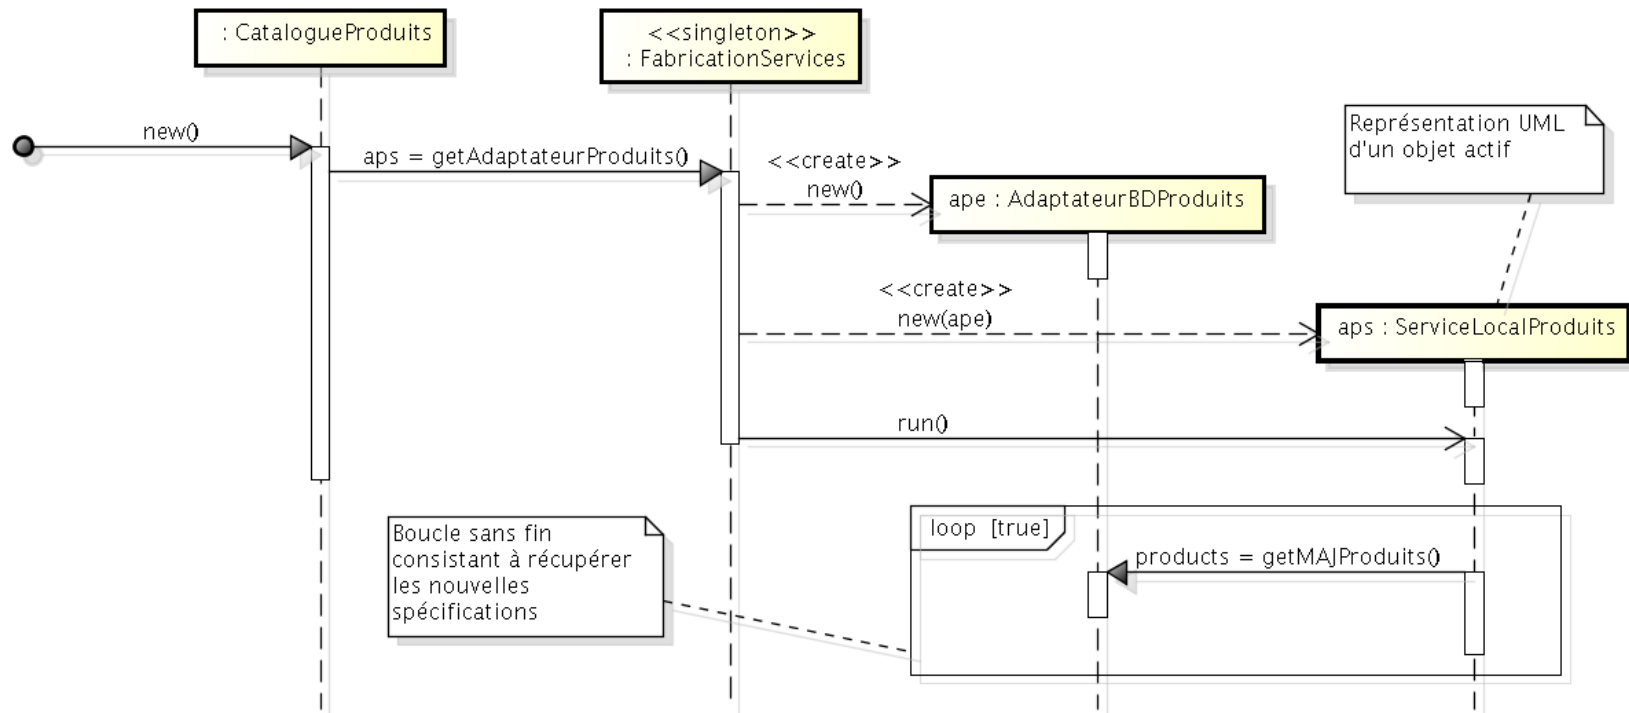 : CatalogueProduits
<<singleton>>
: FabricationServices
new()
aps = getAdaptateurProduits()
<<create>>
new()
ape : AdaptateurBDProduits
Représentation UML
d'un objet actif
<<create>>
new(ape)
aps : ServiceLocalProduits
run()
Boucle sans fin
consistant à récupérer
les nouvelles
spécifications
loop [true]
products = getMAJProduits()